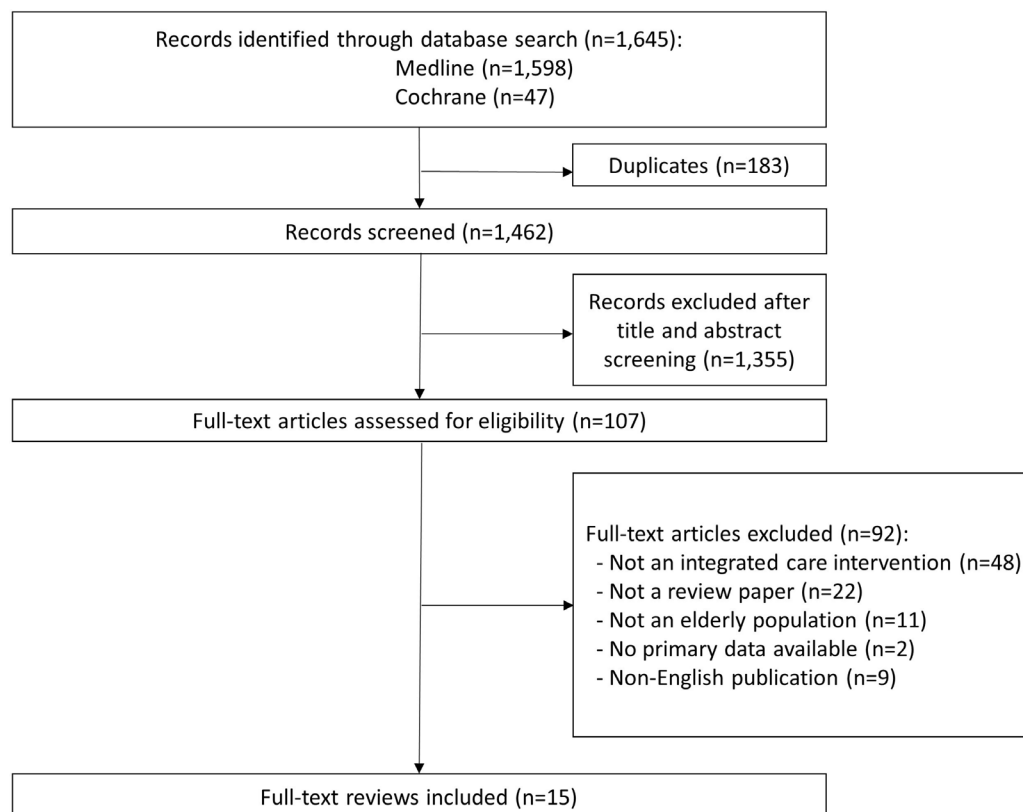 Records identified through database search (n=1,645):
Medline (n=1,598)
Cochrane (n=47)
Duplicates (n=183)
Records screened (n=1,462)
Records excluded after
title and abstract
screening (n=1,355)
Full-text articles assessed for eligibility (n=107)
Full-text articles excluded (n=92):
- Not an integrated care intervention (n=48)
- Not a review paper (n=22)
- Not an elderly population (n=11)
- No primary data available (n=2)
- Non-English publication (n=9)
Full-text reviews included (n=15)